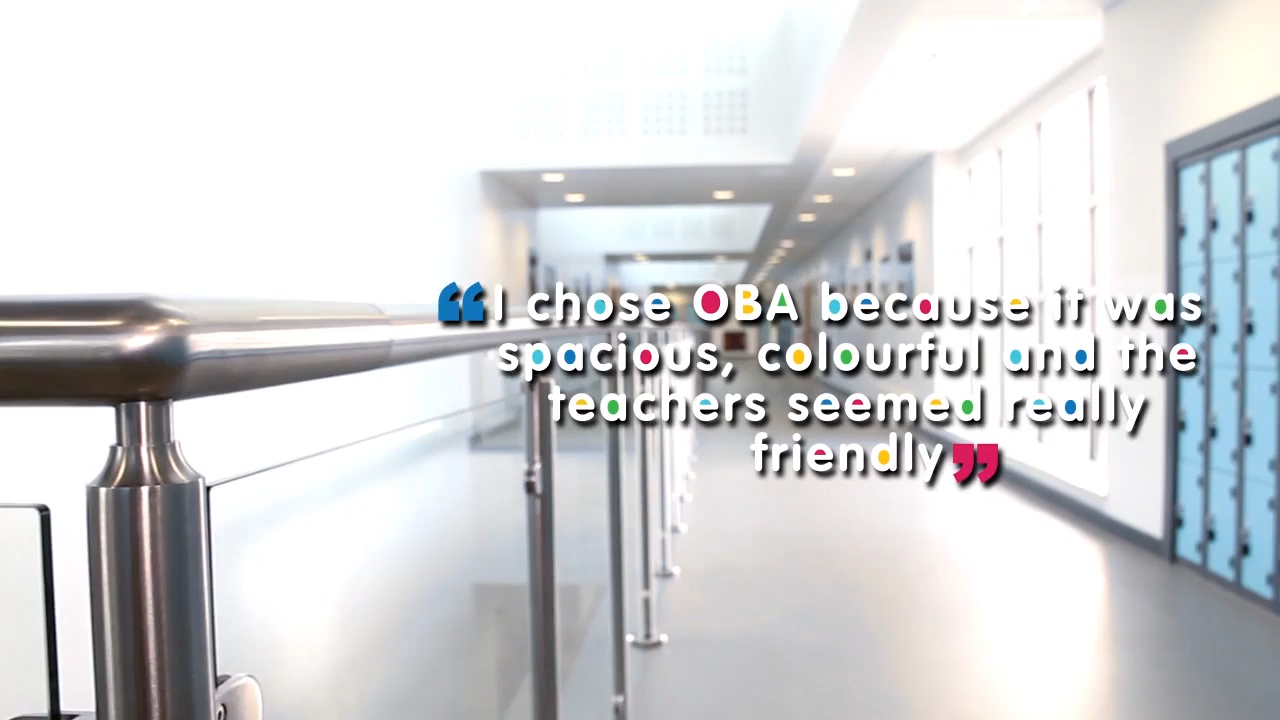 “I chose OBA because it was
spacious, colourful and the
teachers seemed really
friendly”